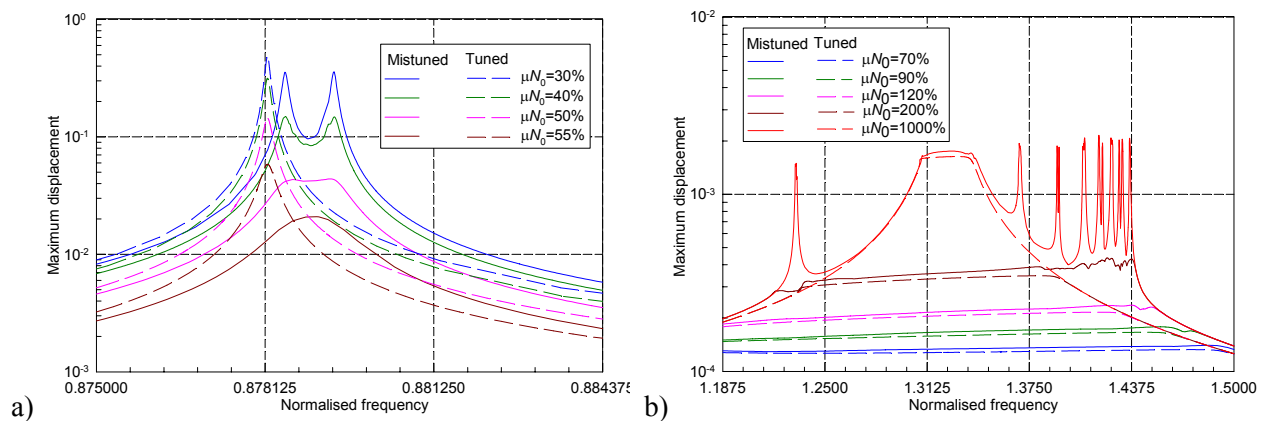 10⁰
10⁻¹
10⁻²
10⁻³
Maximum displacement
0.875000
0.878125
0.881250
0.884375
Normalised frequency
a)
Mistuned Tuned
μN₀=30%
μN₀=40%
μN₀=50%
μN₀=55%
10⁻²
10⁻³
10⁻⁴
Maximum displacement
1.1875
1.2500
1.3125
1.3750
1.4375
1.5000
Normalised frequency
b)
Mistuned Tuned
μN0=70%
μN0=90%
μN0=120%
μN0=200%
μN0=1000%